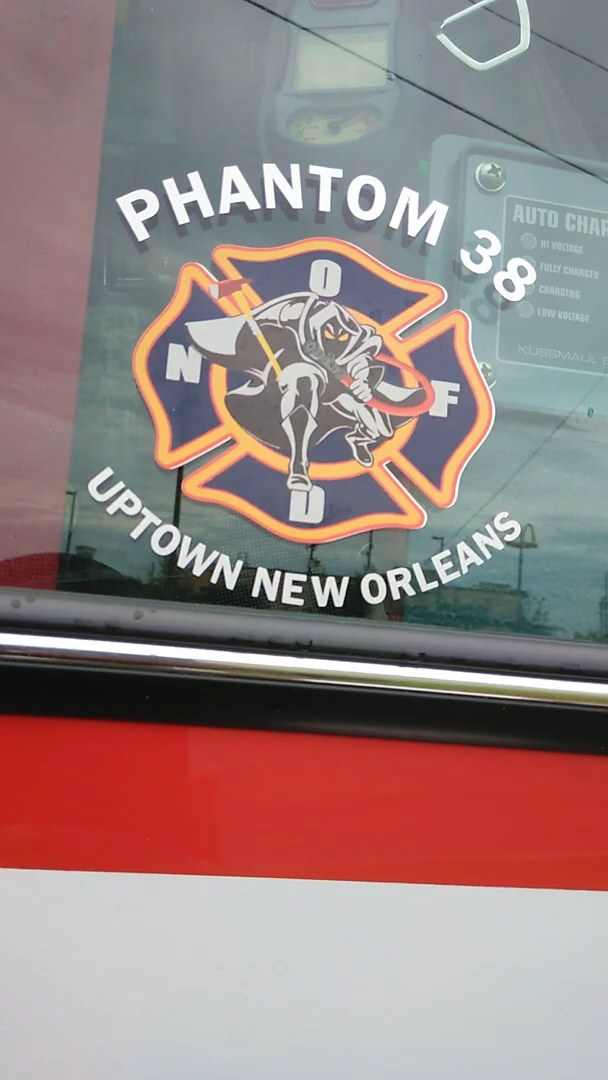 PHANTOM 38
O
N F
D
UPTOWN NEW ORLEANS
AUTO CHAR
HI VOLTAGE
FULLY CHARGED
CHARGING
LOW VOLTAGE
KUSSMAUL E